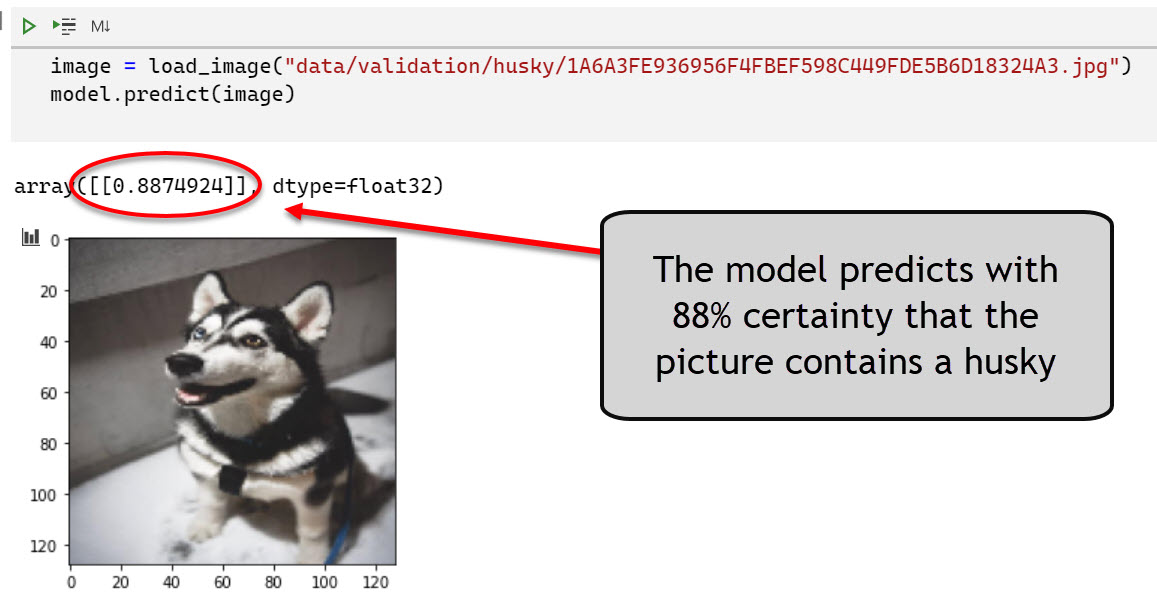 M↓
image = load_image("data/validation/husky/1A6A3FE936956F4FBEF598C449FDE5B6D18324A3.jpg")
model.predict(image)
array([[0.8874924]], dtype=float32)
The model predicts with
88% certainty that the
picture contains a husky
0
20
40
60
80
100
120
0 20 40 60 80 100 120